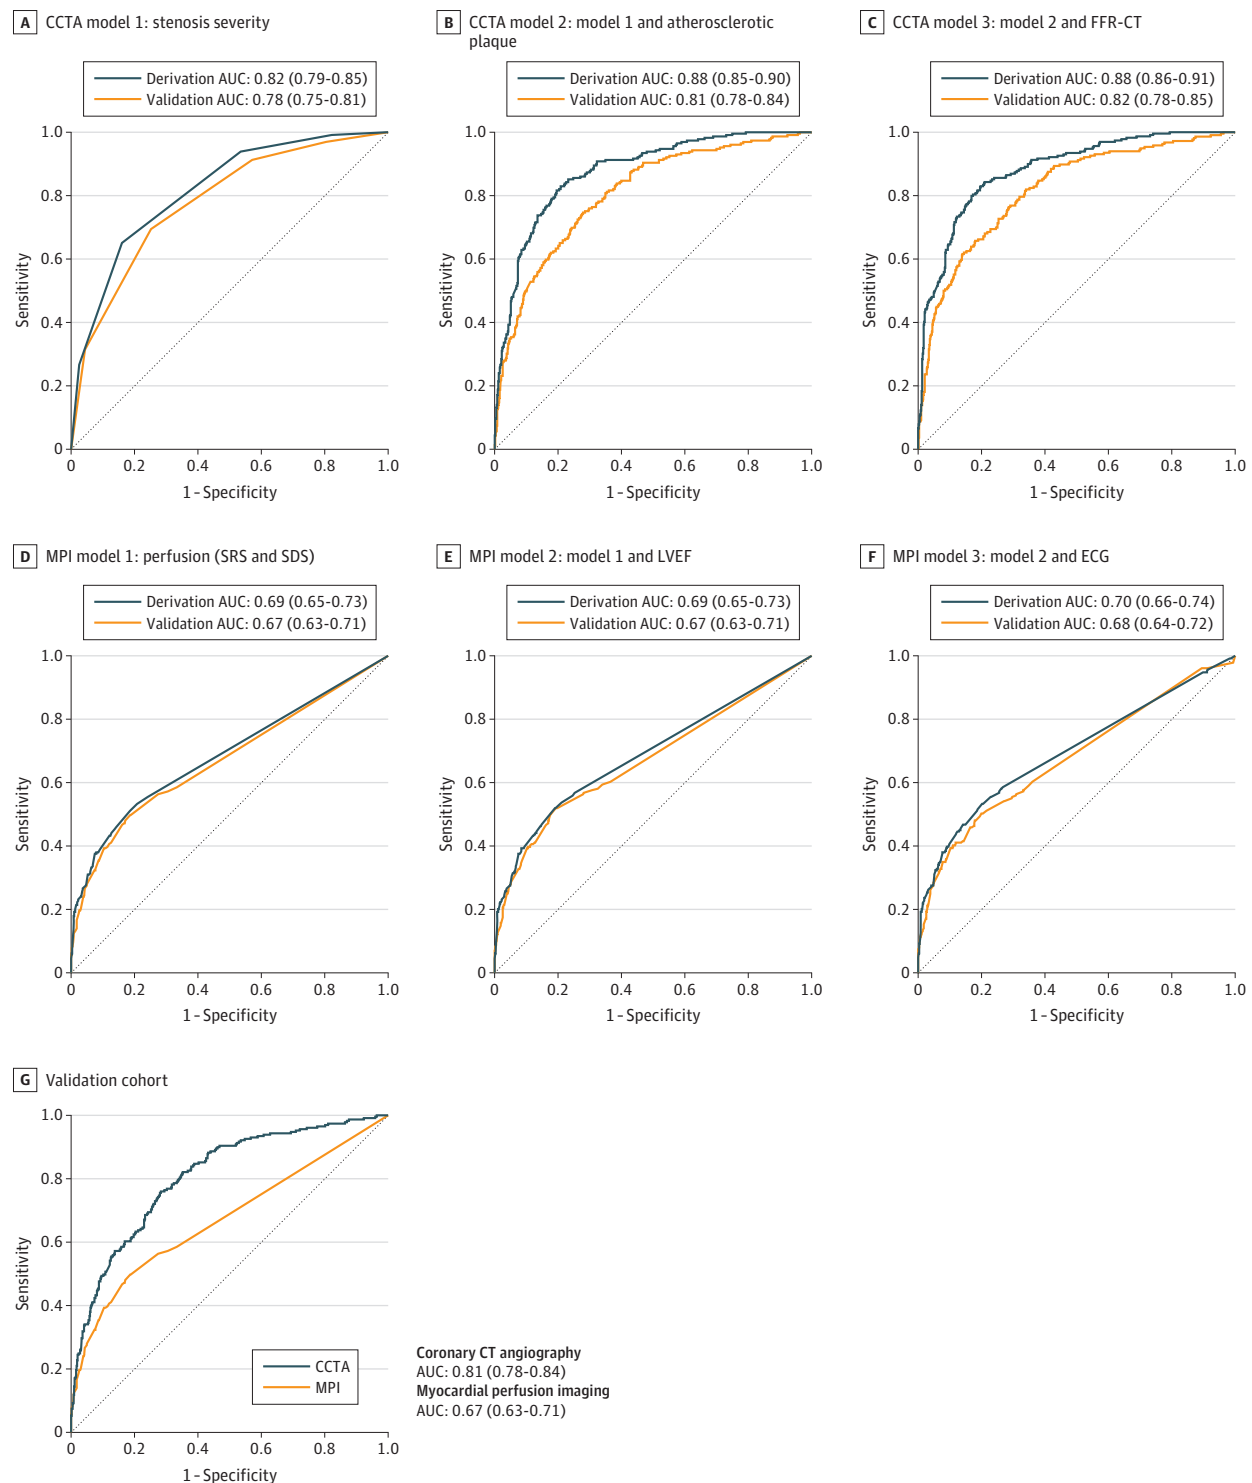 A CCTA model 1: stenosis severity
Derivation AUC: 0.82 (0.79-0.85)
Validation AUC: 0.78 (0.75-0.81)
1.0
0.8
0.6
0.4
0.2
0
Sensitivity
0 0.2 0.4 0.6 0.8 1.0
1 - Specificity
B CCTA model 2: model 1 and atherosclerotic
plaque
Derivation AUC: 0.88 (0.85-0.90)
Validation AUC: 0.81 (0.78-0.84)
1.0
0.8
0.6
0.4
0.2
0
Sensitivity
0 0.2 0.4 0.6 0.8 1.0
1 - Specificity
C CCTA model 3: model 2 and FFR-CT
Derivation AUC: 0.88 (0.86-0.91)
Validation AUC: 0.82 (0.78-0.85)
1.0
0.8
0.6
0.4
0.2
0
Sensitivity
0 0.2 0.4 0.6 0.8 1.0
1 - Specificity
D MPI model 1: perfusion (SRS and SDS)
Derivation AUC: 0.69 (0.65-0.73)
Validation AUC: 0.67 (0.63-0.71)
1.0
0.8
0.6
0.4
0.2
0
Sensitivity
0 0.2 0.4 0.6 0.8 1.0
1 - Specificity
E MPI model 2: model 1 and LVEF
Derivation AUC: 0.69 (0.65-0.73)
Validation AUC: 0.67 (0.63-0.71)
1.0
0.8
0.6
0.4
0.2
0
Sensitivity
0 0.2 0.4 0.6 0.8 1.0
1 - Specificity
F MPI model 3: model 2 and ECG
Derivation AUC: 0.70 (0.66-0.74)
Validation AUC: 0.68 (0.64-0.72)
1.0
0.8
0.6
0.4
0.2
0
Sensitivity
0 0.2 0.4 0.6 0.8 1.0
1 - Specificity
G Validation cohort
1.0
0.8
0.6
0.4
0.2
0
Sensitivity
0 0.2 0.4 0.6 0.8 1.0
1 - Specificity
CCTA
MPI
Coronary CT angiography
AUC: 0.81 (0.78-0.84)
Myocardial perfusion imaging
AUC: 0.67 (0.63-0.71)